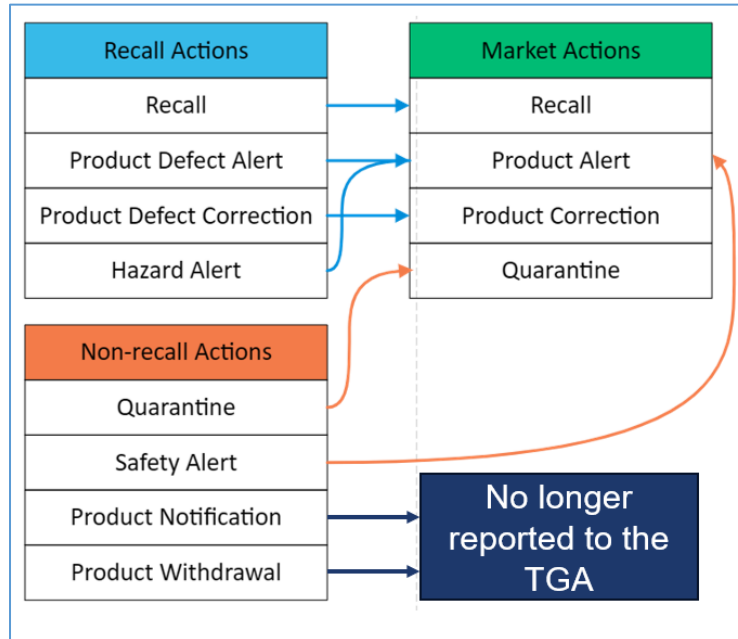 Recall Actions
Recall
Product Defect Alert
Product Defect Correction
Hazard Alert
Market Actions
Recall
Product Alert
Product Correction
Quarantine
Non-recall Actions
Quarantine
Safety Alert
Product Notification
Product Withdrawal
No longer
reported to the
TGA